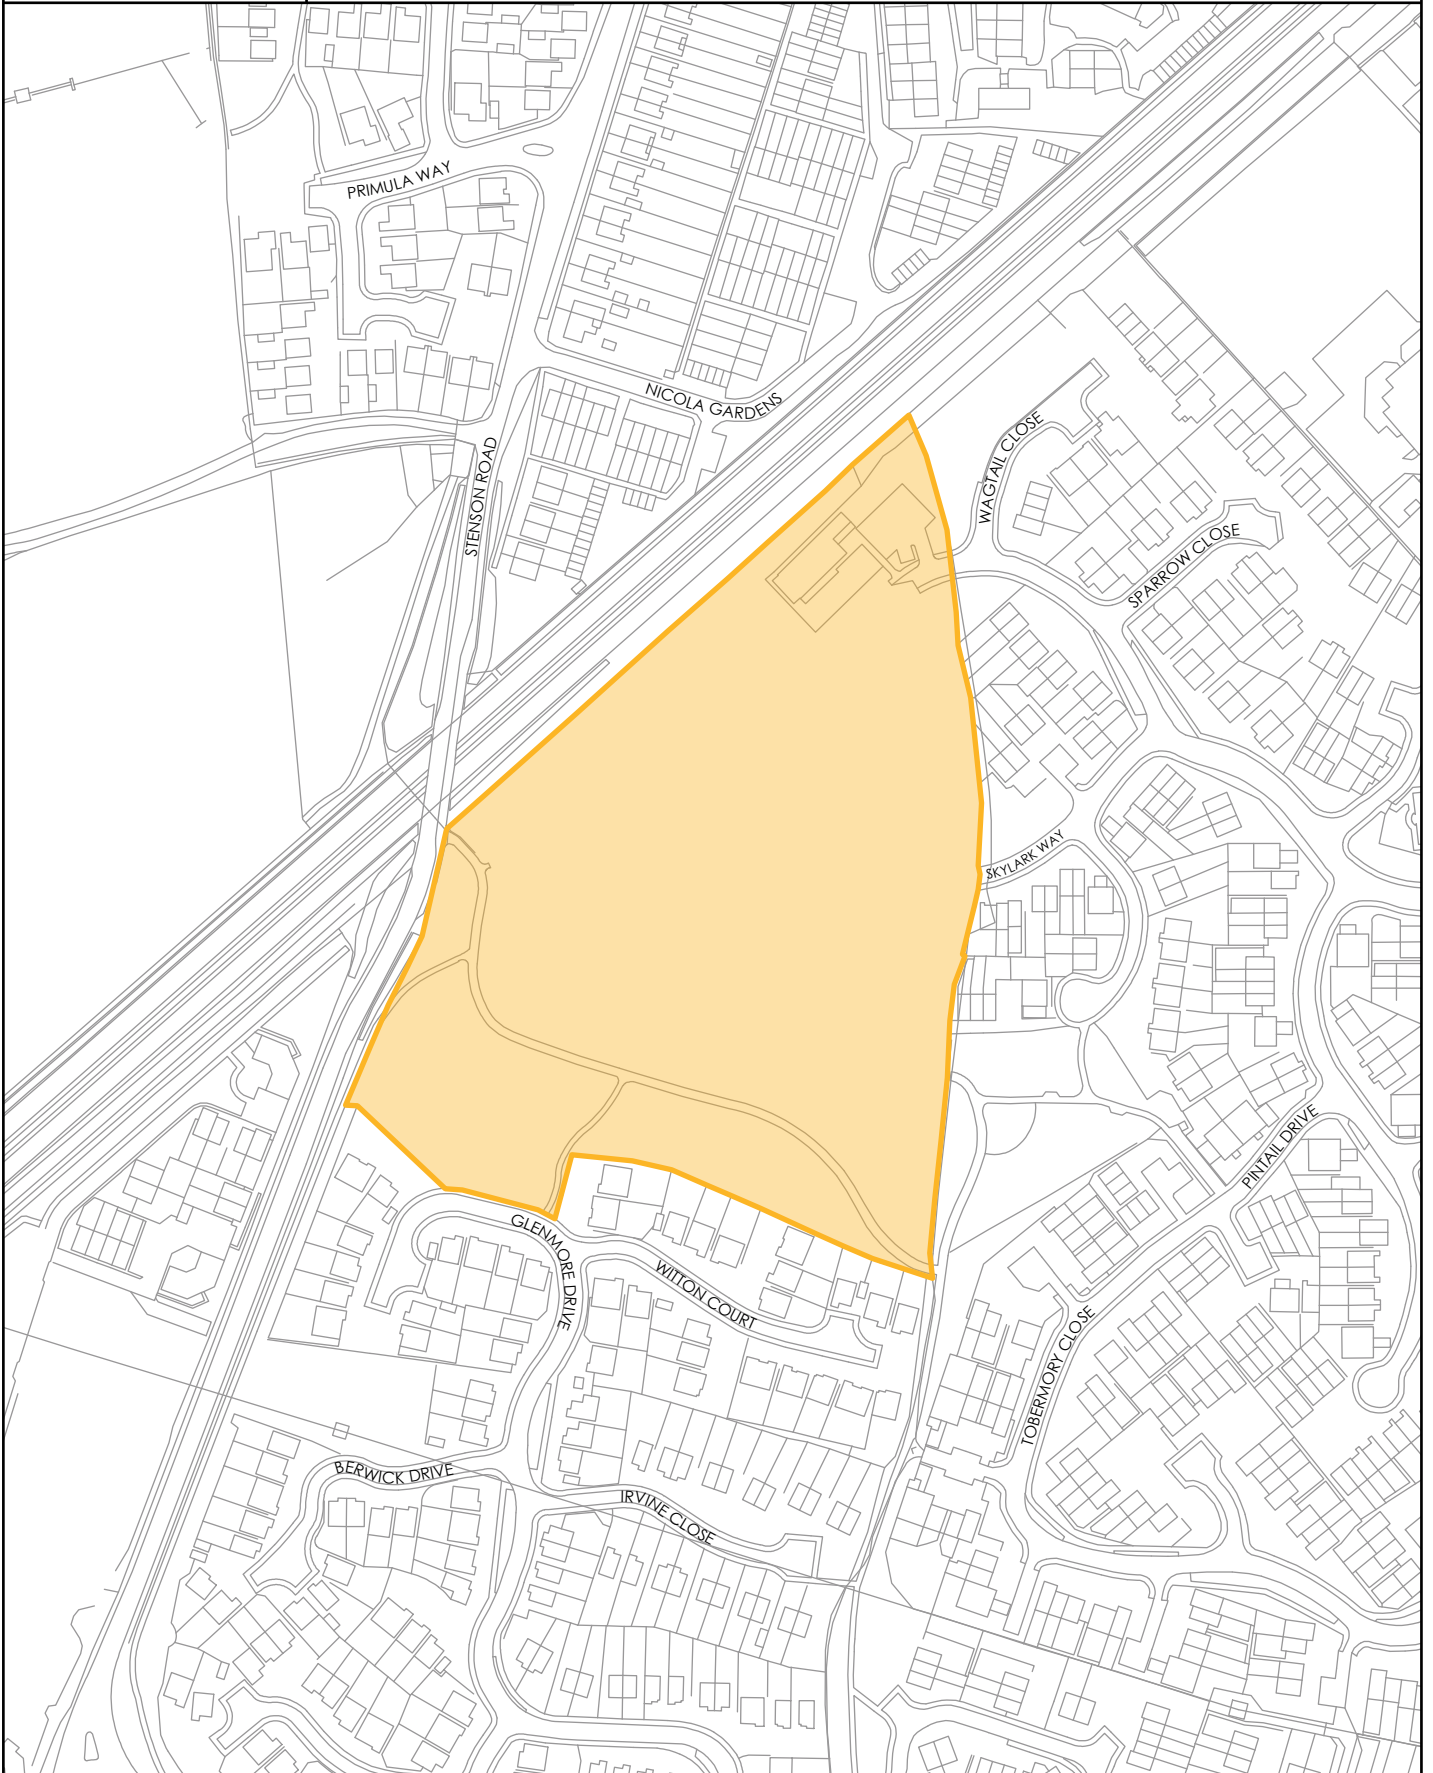 PRIMULA WAY
NICOLA GARDENS
STENSON ROAD
WAGTAIL CLOSE
SPARROW CLOSE
SKYLARK WAY
PINTAIL DRIVE
GLENMORE DRIVE
WITTON COURT
TOBERMORY CLOSE
BERWICK DRIVE
IRVINE CLOSE